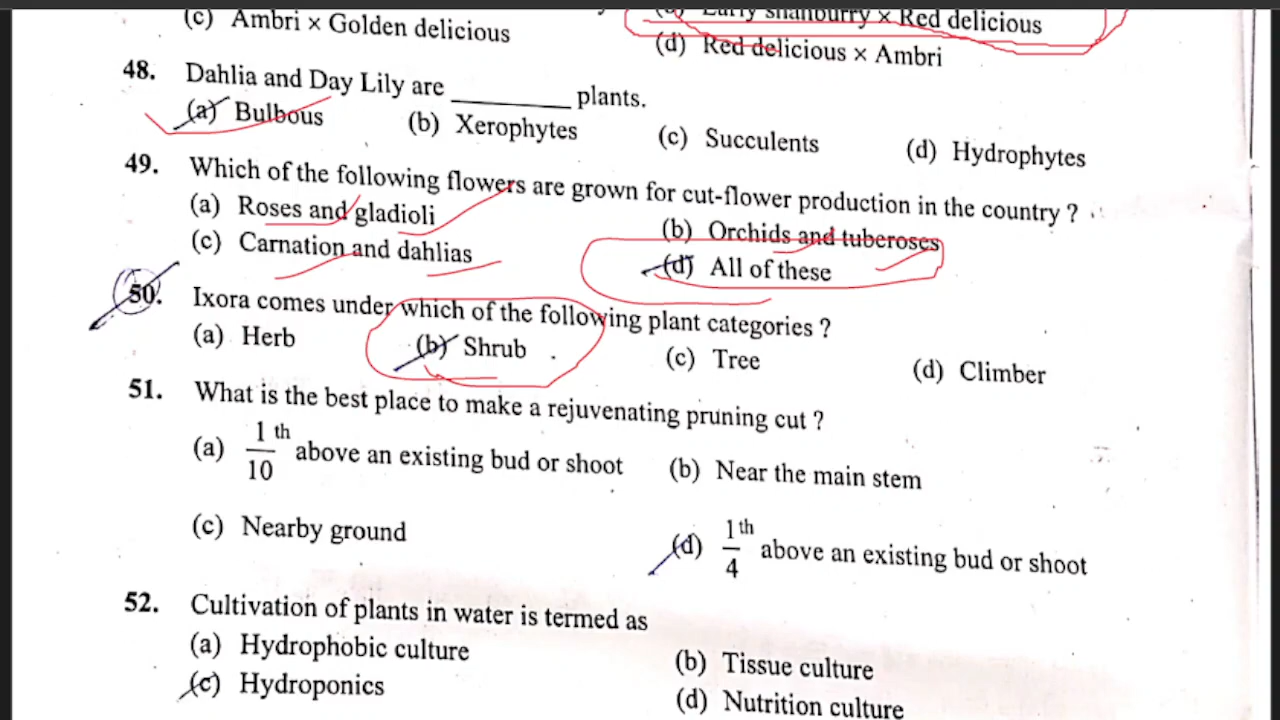 (c) Ambri × Golden delicious
Early shanburry × Red delicious
(d) Red delicious × Ambri
48. Dahlia and Day Lily are ________ plants.
(a) Bulbous (b) Xerophytes (c) Succulents (d) Hydrophytes
49. Which of the following flowers are grown for cut-flower production in the country ?
(a) Roses and gladioli (b) Orchids and tuberoses
(c) Carnation and dahlias (d) All of these
50. Ixora comes under which of the following plant categories ?
(a) Herb (b) Shrub (c) Tree (d) Climber
51. What is the best place to make a rejuvenating pruning cut ?
(a) 1/10 th above an existing bud or shoot (b) Near the main stem
(c) Nearby ground (d) 1/4 th above an existing bud or shoot
52. Cultivation of plants in water is termed as
(a) Hydrophobic culture (b) Tissue culture
(c) Hydroponics (d) Nutrition culture